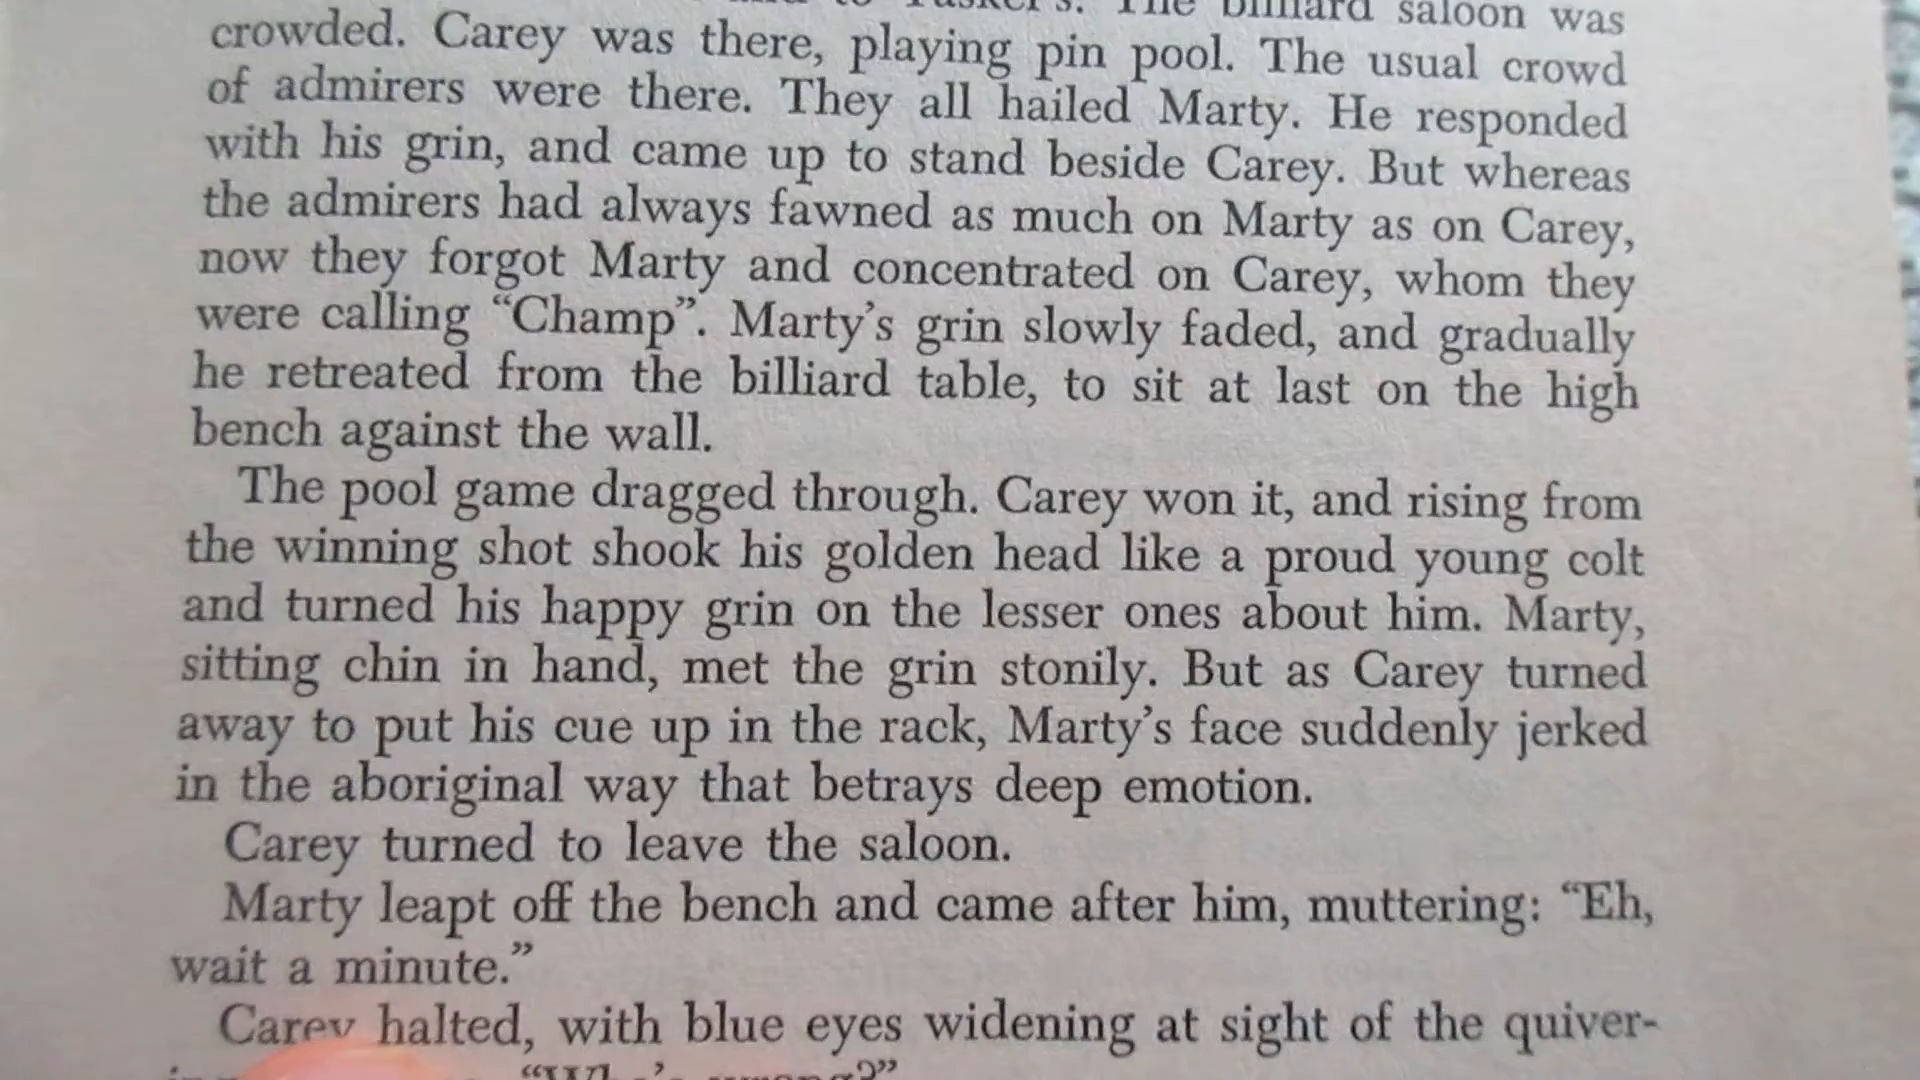 to Tasker's. The billiard saloon was
crowded. Carey was there, playing pin pool. The usual crowd
of admirers were there. They all hailed Marty. He responded
with his grin, and came up to stand beside Carey. But whereas
the admirers had always fawned as much on Marty as on Carey,
now they forgot Marty and concentrated on Carey, whom they
were calling “Champ”. Marty’s grin slowly faded, and gradually
he retreated from the billiard table, to sit at last on the high
bench against the wall.
The pool game dragged through. Carey won it, and rising from
the winning shot shook his golden head like a proud young colt
and turned his happy grin on the lesser ones about him. Marty,
sitting chin in hand, met the grin stonily. But as Carey turned
away to put his cue up in the rack, Marty’s face suddenly jerked
in the aboriginal way that betrays deep emotion.
Carey turned to leave the saloon.
Marty leapt off the bench and came after him, muttering: “Eh,
wait a minute.”
Carey halted, with blue eyes widening at sight of the quiver-
wrong?”